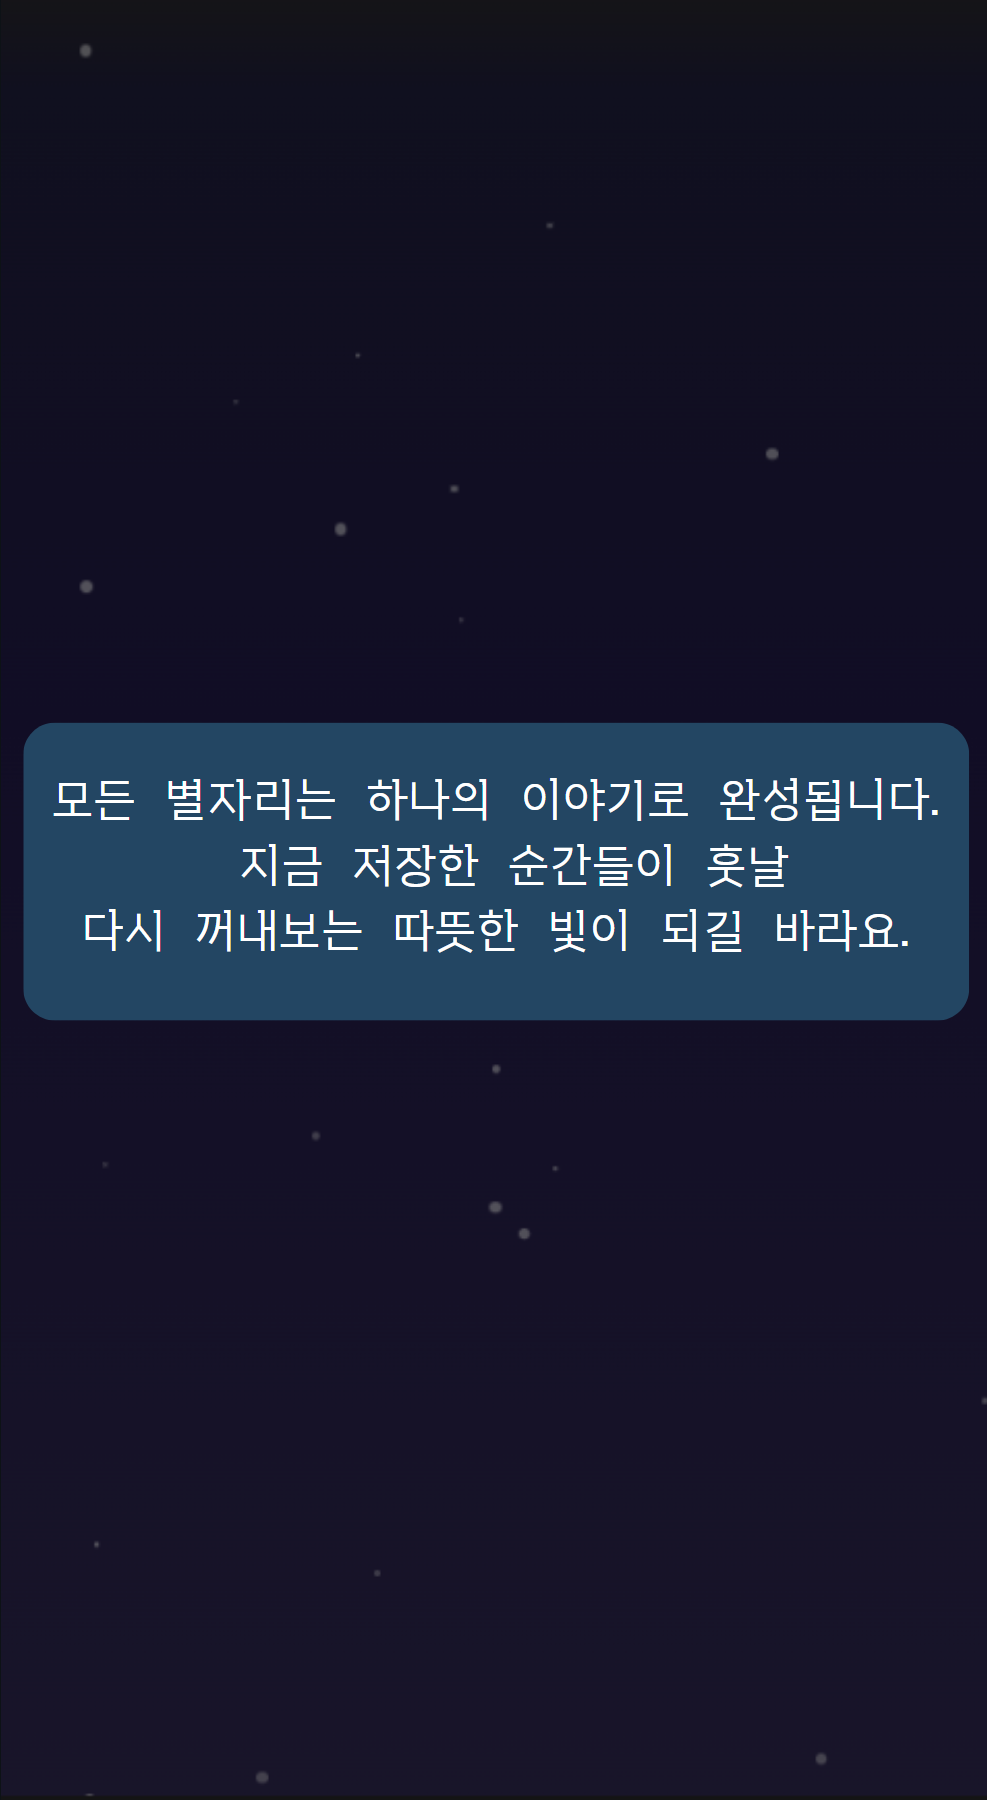 모든 별자리는 하나의 이야기로 완성됩니다.
지금 저장한 순간들이 훗날
다시 꺼내보는 따뜻한 빛이 되길 바라요.